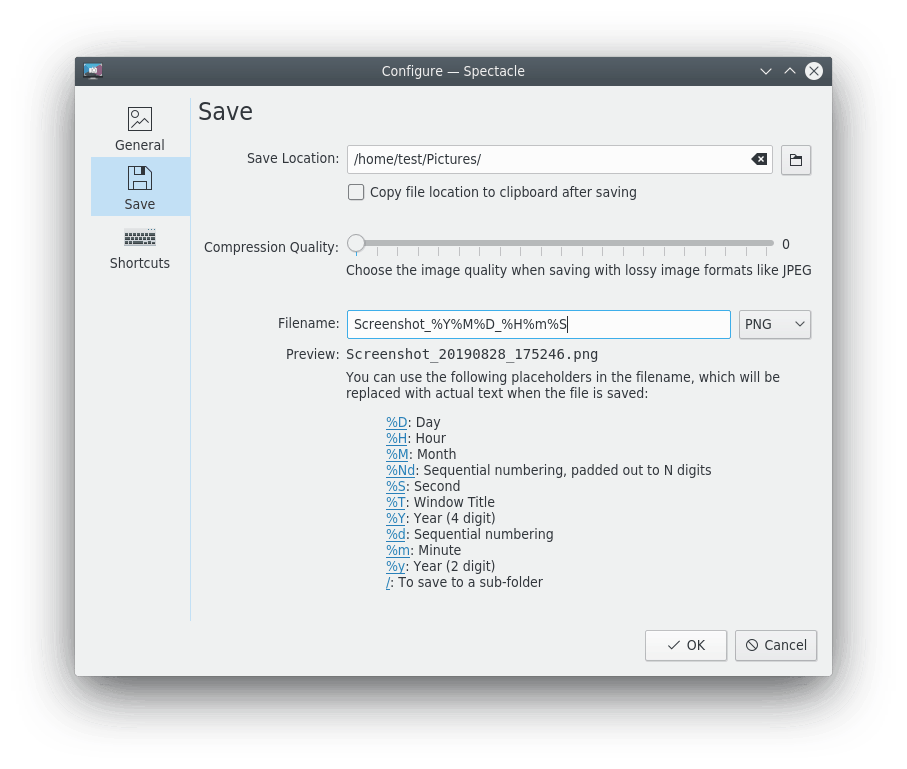 Configure — Spectacle
General
Save
Shortcuts
Save
Save Location: /home/test/Pictures/
Copy file location to clipboard after saving
Compression Quality: 0
Choose the image quality when saving with lossy image formats like JPEG
Filename: Screenshot_%Y%M%D_%H%m%S PNG
Preview: Screenshot_20190828_175246.png
You can use the following placeholders in the filename, which will be
replaced with actual text when the file is saved:
%D: Day
%H: Hour
%M: Month
%Nd: Sequential numbering, padded out to N digits
%S: Second
%T: Window Title
%Y: Year (4 digit)
%d: Sequential numbering
%m: Minute
%y: Year (2 digit)
/: To save to a sub-folder
OK Cancel